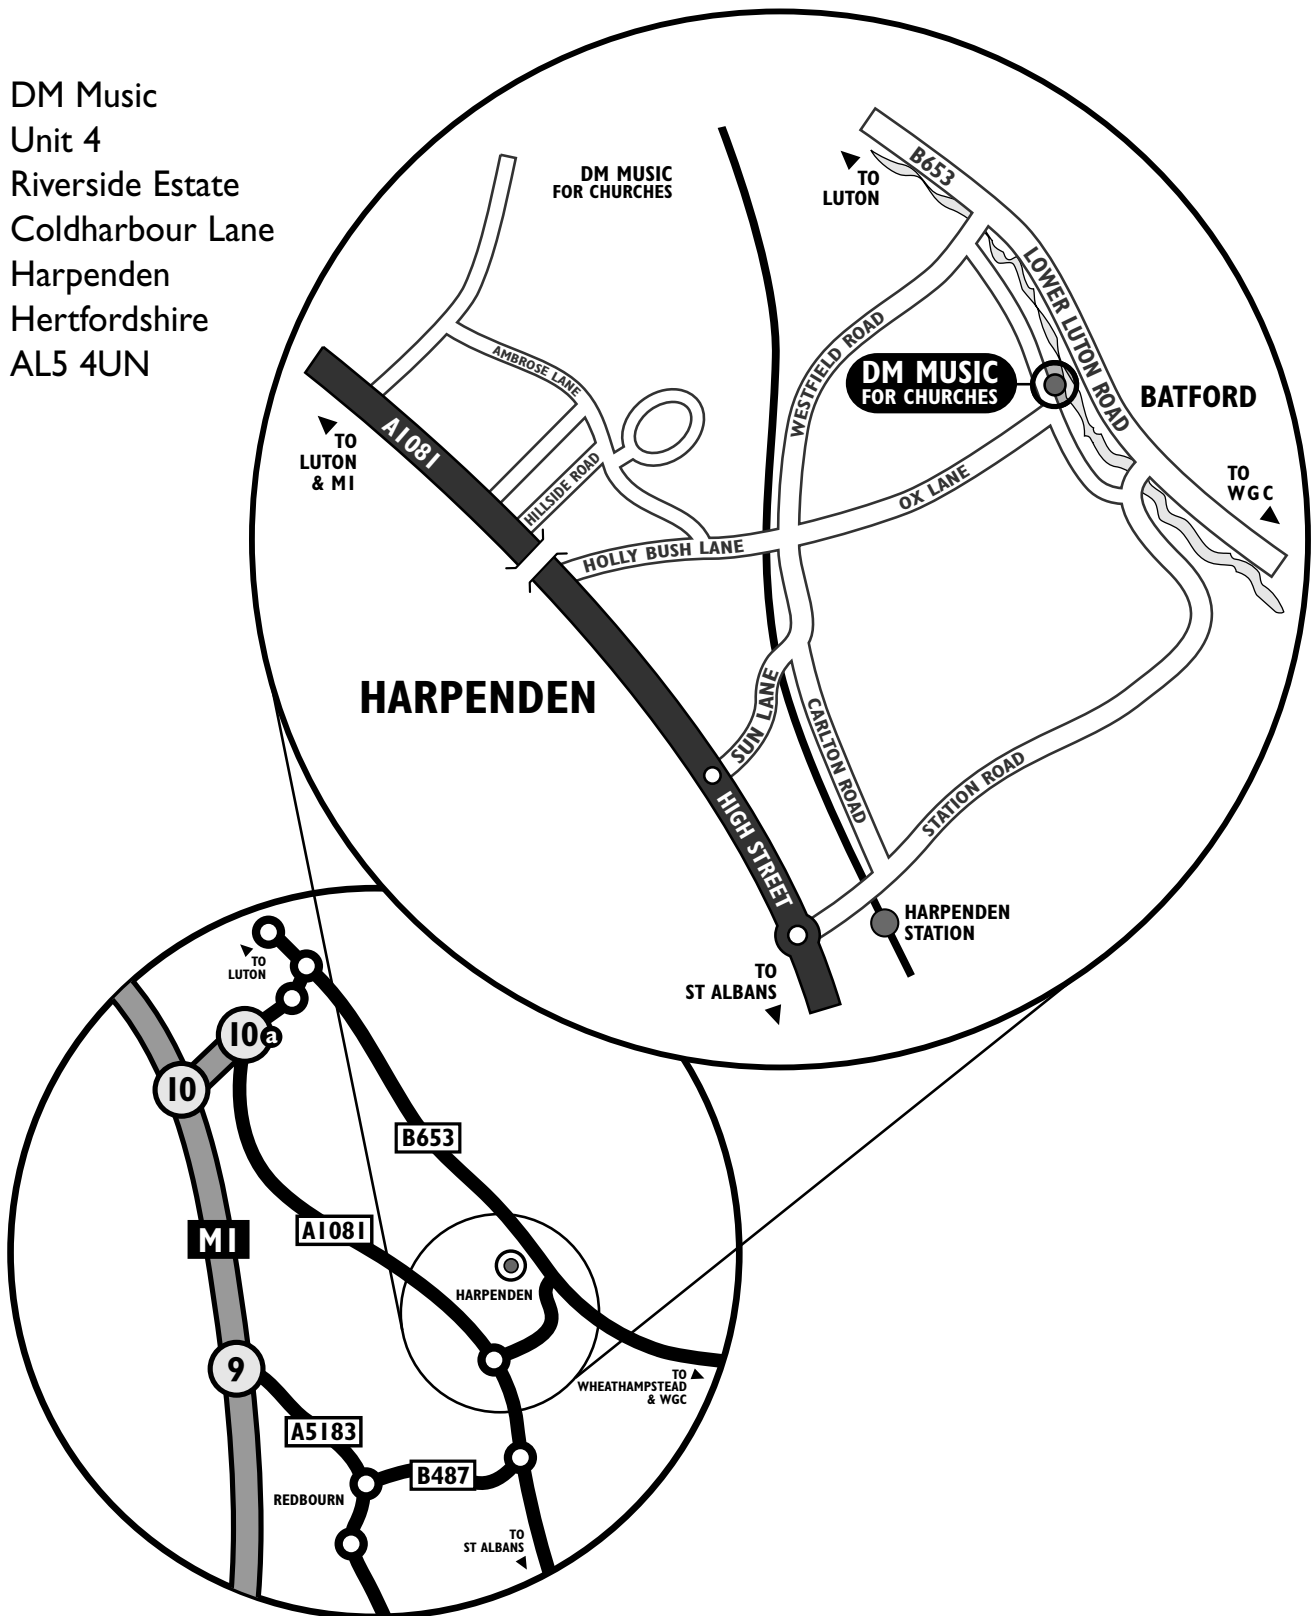 DM Music
Unit 4
Riverside Estate
Coldharbour Lane
Harpenden
Hertfordshire
AL5 4UN
DM MUSIC
FOR CHURCHES
B653
TO
LUTON
LOWER LUTON ROAD
AMBROSE LANE
WESTFIELD ROAD
DM MUSIC
FOR CHURCHES
BATFORD
A1081
TO
LUTON
& M1
HILLSIDE ROAD
OX LANE
TO
WGC
HOLLY BUSH LANE
HARPENDEN
SUN LANE
CARLTON ROAD
STATION ROAD
HIGH STREET
HARPENDEN
STATION
TO
ST ALBANS
TO
LUTON
10a
10
B653
A1081
M1
HARPENDEN
9
TO
WHEATHAMPSTEAD
& WGC
A5183
B487
REDBOURN
TO
ST ALBANS